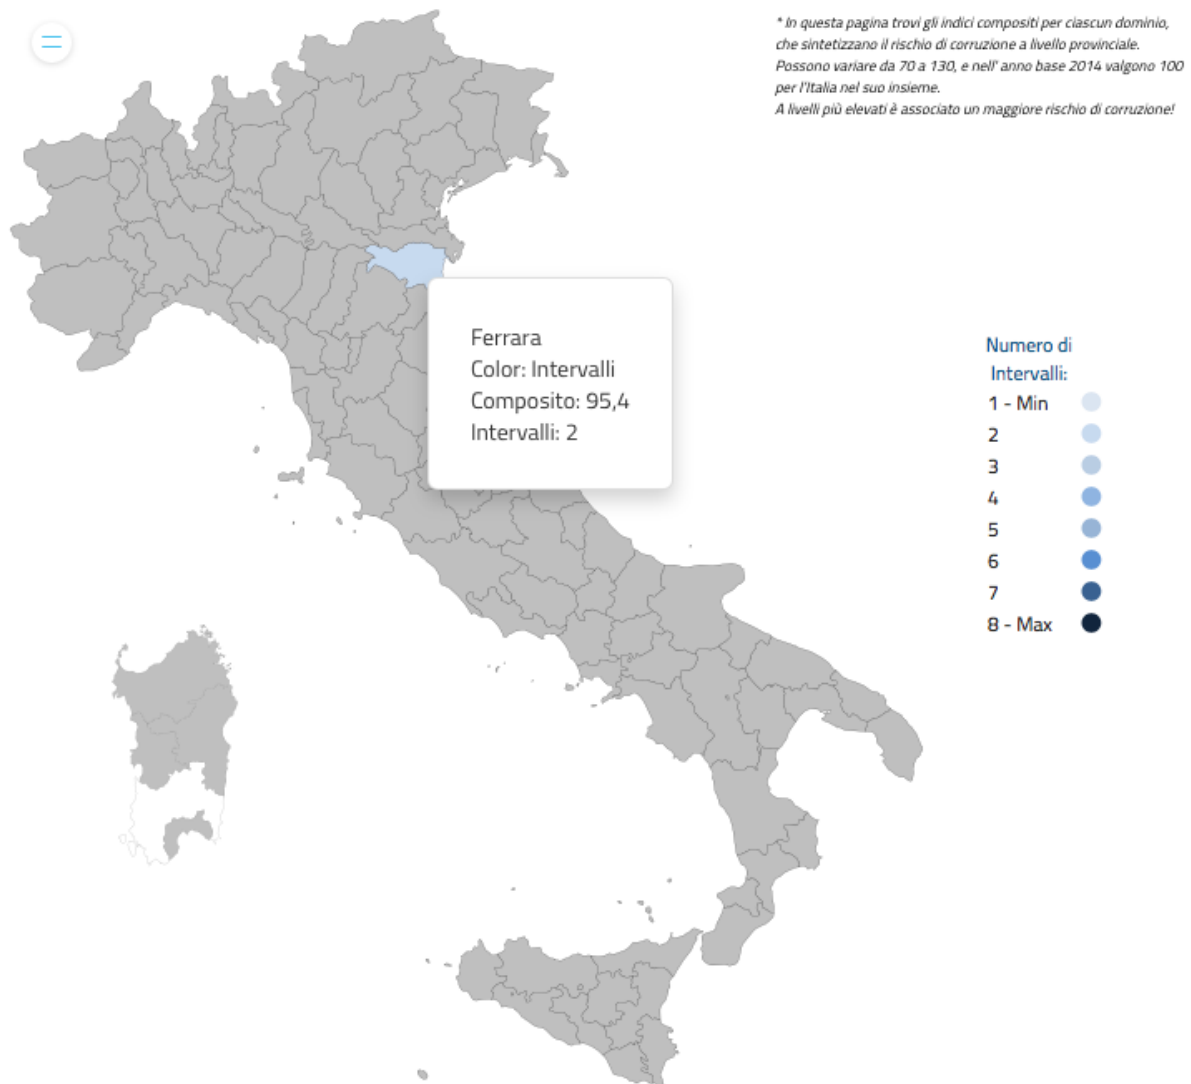 * In questa pagina trovi gli indici compositi per ciascun dominio,
che sintetizzano il rischio di corruzione a livello provinciale.
Possono variare da 70 a 130, e nell' anno base 2014 valgono 100
per l'Italia nel suo insieme.
A livelli più elevati è associato un maggiore rischio di corruzione!
Ferrara
Color: Intervalli
Composito: 95,4
Intervalli: 2
Numero di
Intervalli:
1 - Min
2
3
4
5
6
7
8 - Max